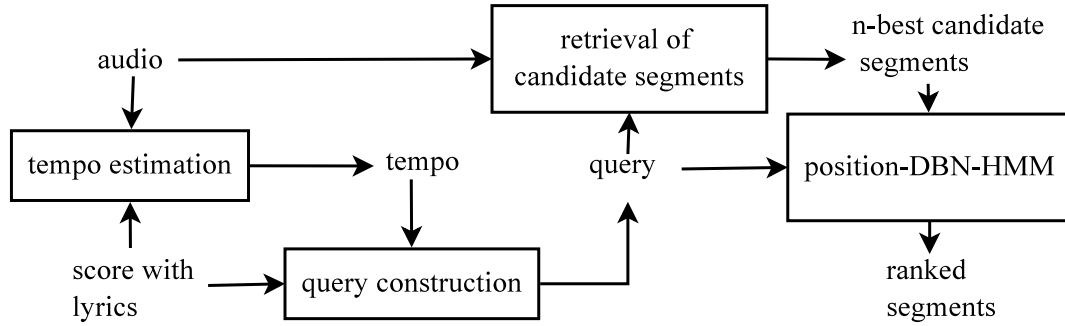 audio
retrieval of
candidate segments
n-best candidate
segments
tempo estimation
tempo
query
position-DBN-HMM
score with
lyrics
query construction
ranked
segments